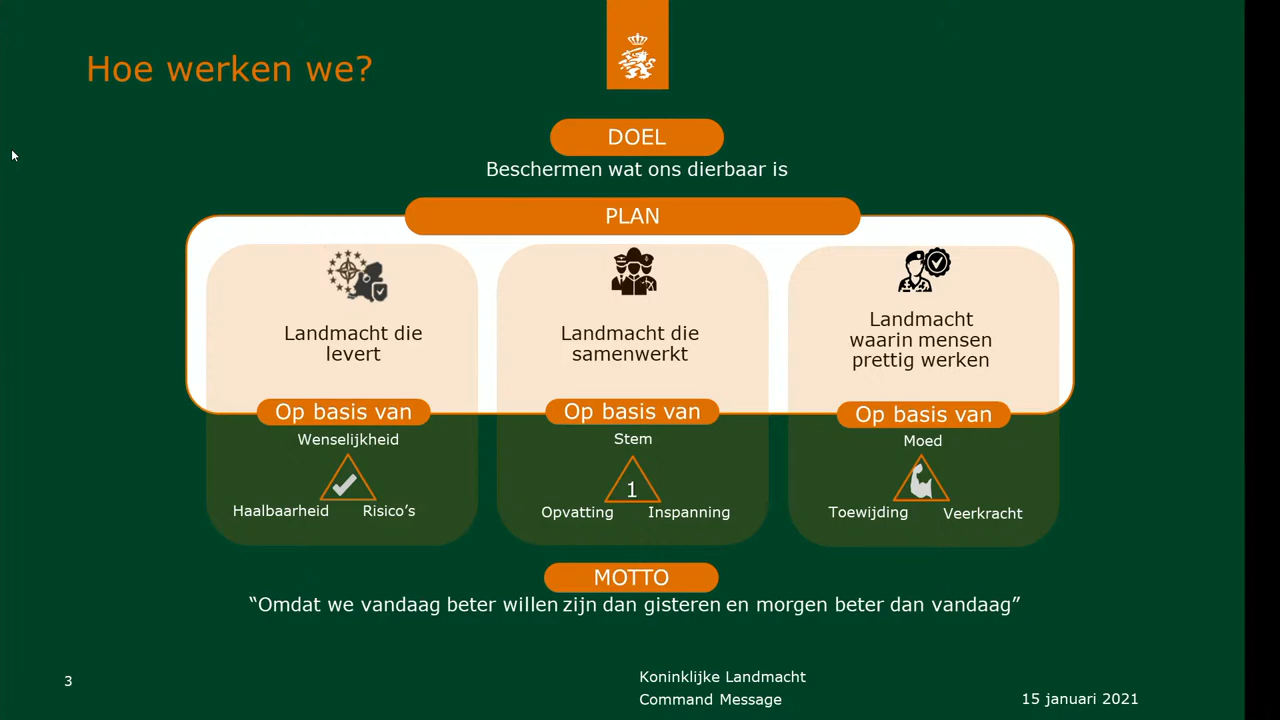 Hoe werken we?
DOEL
Beschermen wat ons dierbaar is
PLAN
Landmacht die
levert
Op basis van
Wenselijkheid
Haalbaarheid Risico’s
Landmacht die
samenwerkt
Op basis van
Stem
1
Opvatting Inspanning
Landmacht
waarin mensen
prettig werken
Op basis van
Moed
Toewijding Veerkracht
MOTTO
“Omdat we vandaag beter willen zijn dan gisteren en morgen beter dan vandaag”
3
Koninklijke Landmacht
Command Message
15 januari 2021